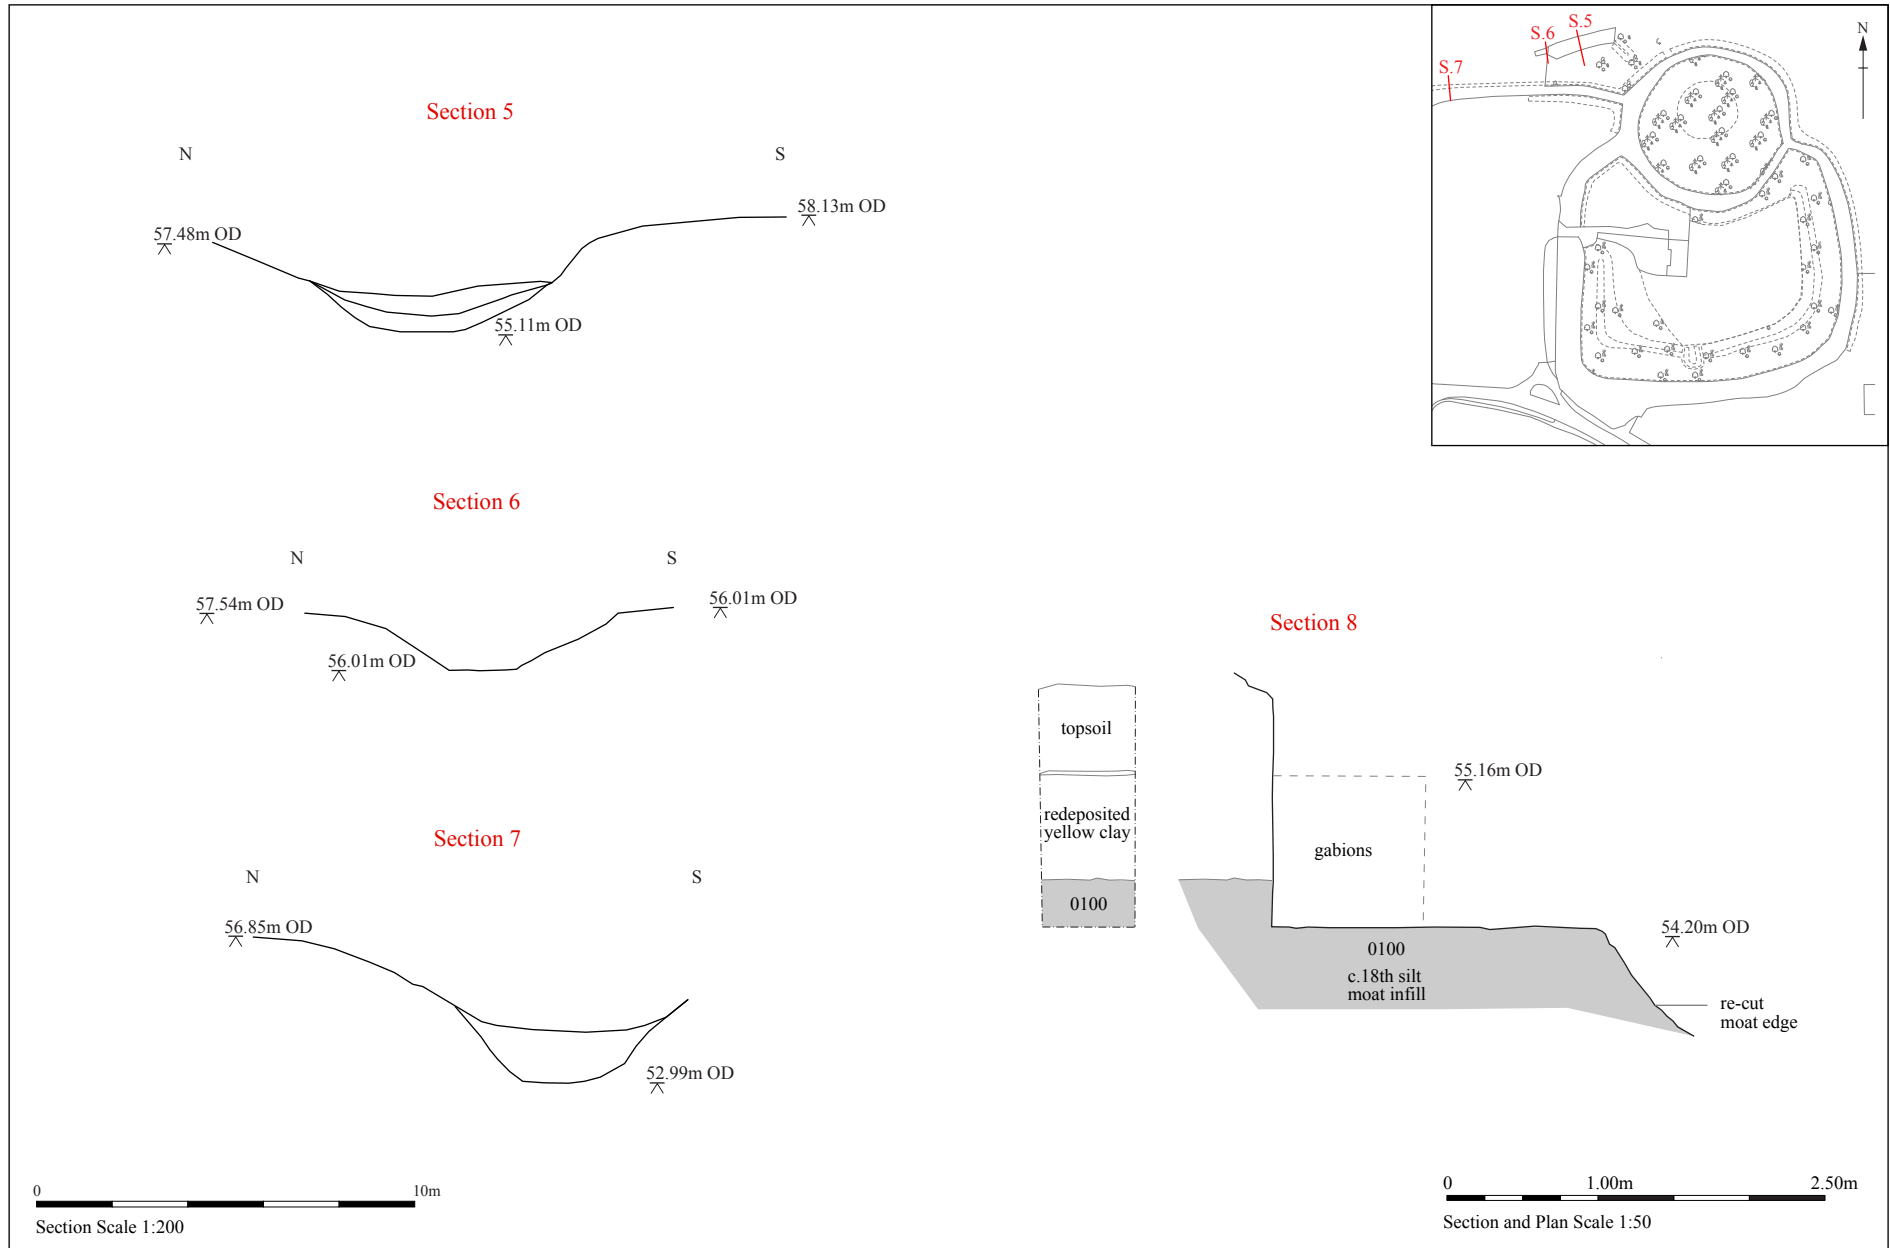 Section 5
N
S
57.48m OD
58.13m OD
55.11m OD
S.6
S.5
S.7
N
Section 6
N
S
57.54m OD
56.01m OD
56.01m OD
Section 7
N
S
56.85m OD
52.99m OD
Section 8
topsoil
redeposited
yellow clay
0100
55.16m OD
gabions
54.20m OD
0100
c.18th silt
moat infill
re-cut
moat edge
0
10m
Section Scale 1:200
0
1.00m
2.50m
Section and Plan Scale 1:50